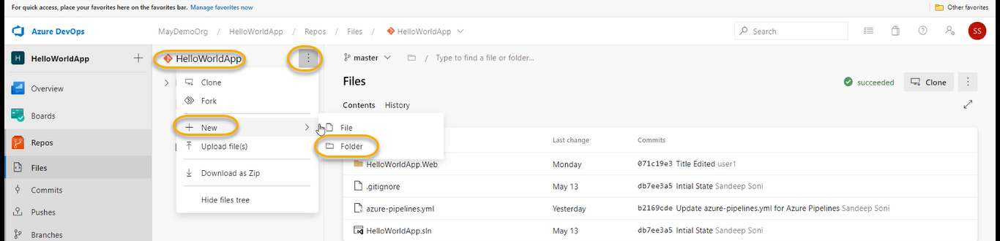 For quick access, place your favorites here on the favorites bar. Manage favorites now
Other favorites
Azure DevOps
MayDemoOrg / HelloWorldApp / Repos / Files / HelloWorldApp
Search
SS
H HelloWorldApp
HelloWorldApp
master
/ Type to find a file or folder...
Overview
Boards
Repos
Files
Commits
Pushes
Branches
Clone
Fork
New
Upload file(s)
Download as Zip
Hide files tree
File
Folder
Files
succeeded
Clone
Contents History
Last change Commits
HelloWorldApp.Web Monday 071c19e3 Title Edited user1
.gitignore May 13 db7ee3a5 Intial State Sandeep Soni
azure-pipelines.yml Yesterday b2169cde Update azure-pipelines.yml for Azure Pipelines Sandeep Soni
HelloWorldApp.sln May 13 db7ee3a5 Intial State Sandeep Soni